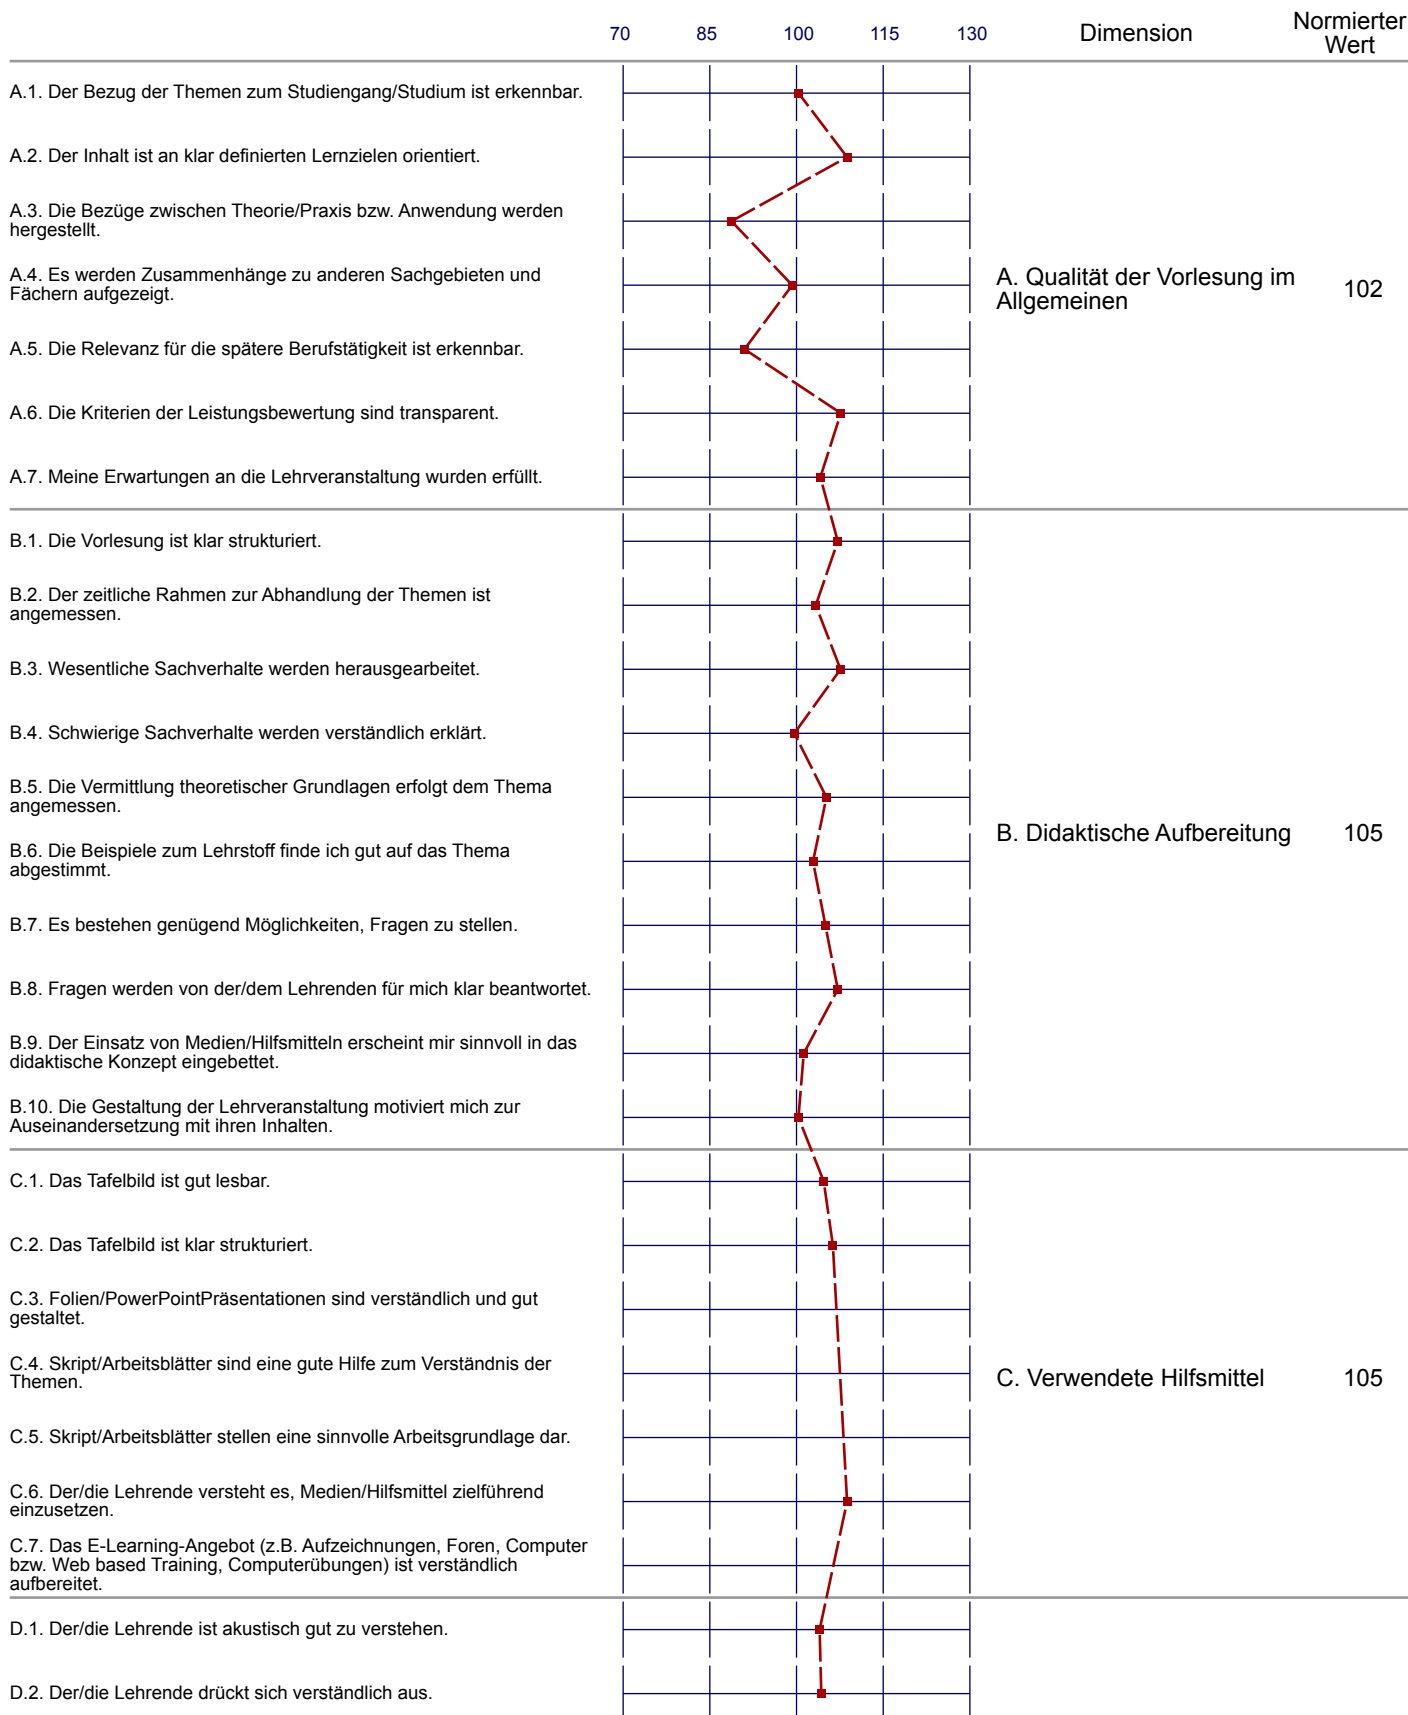 70 85 100 115 130 Dimension Normierter
Wert
A.1. Der Bezug der Themen zum Studiengang/Studium ist erkennbar.
A.2. Der Inhalt ist an klar definierten Lernzielen orientiert.
A.3. Die Bezüge zwischen Theorie/Praxis bzw. Anwendung werden
hergestellt.
A.4. Es werden Zusammenhänge zu anderen Sachgebieten und
Fächern aufgezeigt.
A. Qualität der Vorlesung im
Allgemeinen
102
A.5. Die Relevanz für die spätere Berufstätigkeit ist erkennbar.
A.6. Die Kriterien der Leistungsbewertung sind transparent.
A.7. Meine Erwartungen an die Lehrveranstaltung wurden erfüllt.
B.1. Die Vorlesung ist klar strukturiert.
B.2. Der zeitliche Rahmen zur Abhandlung der Themen ist
angemessen.
B.3. Wesentliche Sachverhalte werden herausgearbeitet.
B.4. Schwierige Sachverhalte werden verständlich erklärt.
B.5. Die Vermittlung theoretischer Grundlagen erfolgt dem Thema
angemessen.
B. Didaktische Aufbereitung 105
B.6. Die Beispiele zum Lehrstoff finde ich gut auf das Thema
abgestimmt.
B.7. Es bestehen genügend Möglichkeiten, Fragen zu stellen.
B.8. Fragen werden von der/dem Lehrenden für mich klar beantwortet.
B.9. Der Einsatz von Medien/Hilfsmitteln erscheint mir sinnvoll in das
didaktische Konzept eingebettet.
B.10. Die Gestaltung der Lehrveranstaltung motiviert mich zur
Auseinandersetzung mit ihren Inhalten.
C.1. Das Tafelbild ist gut lesbar.
C.2. Das Tafelbild ist klar strukturiert.
C.3. Folien/PowerPointPräsentationen sind verständlich und gut
gestaltet.
C.4. Skript/Arbeitsblätter sind eine gute Hilfe zum Verständnis der
Themen.
C. Verwendete Hilfsmittel 105
C.5. Skript/Arbeitsblätter stellen eine sinnvolle Arbeitsgrundlage dar.
C.6. Der/die Lehrende versteht es, Medien/Hilfsmittel zielführend
einzusetzen.
C.7. Das E-Learning-Angebot (z.B. Aufzeichnungen, Foren, Computer
bzw. Web based Training, Computerübungen) ist verständlich
aufbereitet.
D.1. Der/die Lehrende ist akustisch gut zu verstehen.
D.2. Der/die Lehrende drückt sich verständlich aus.